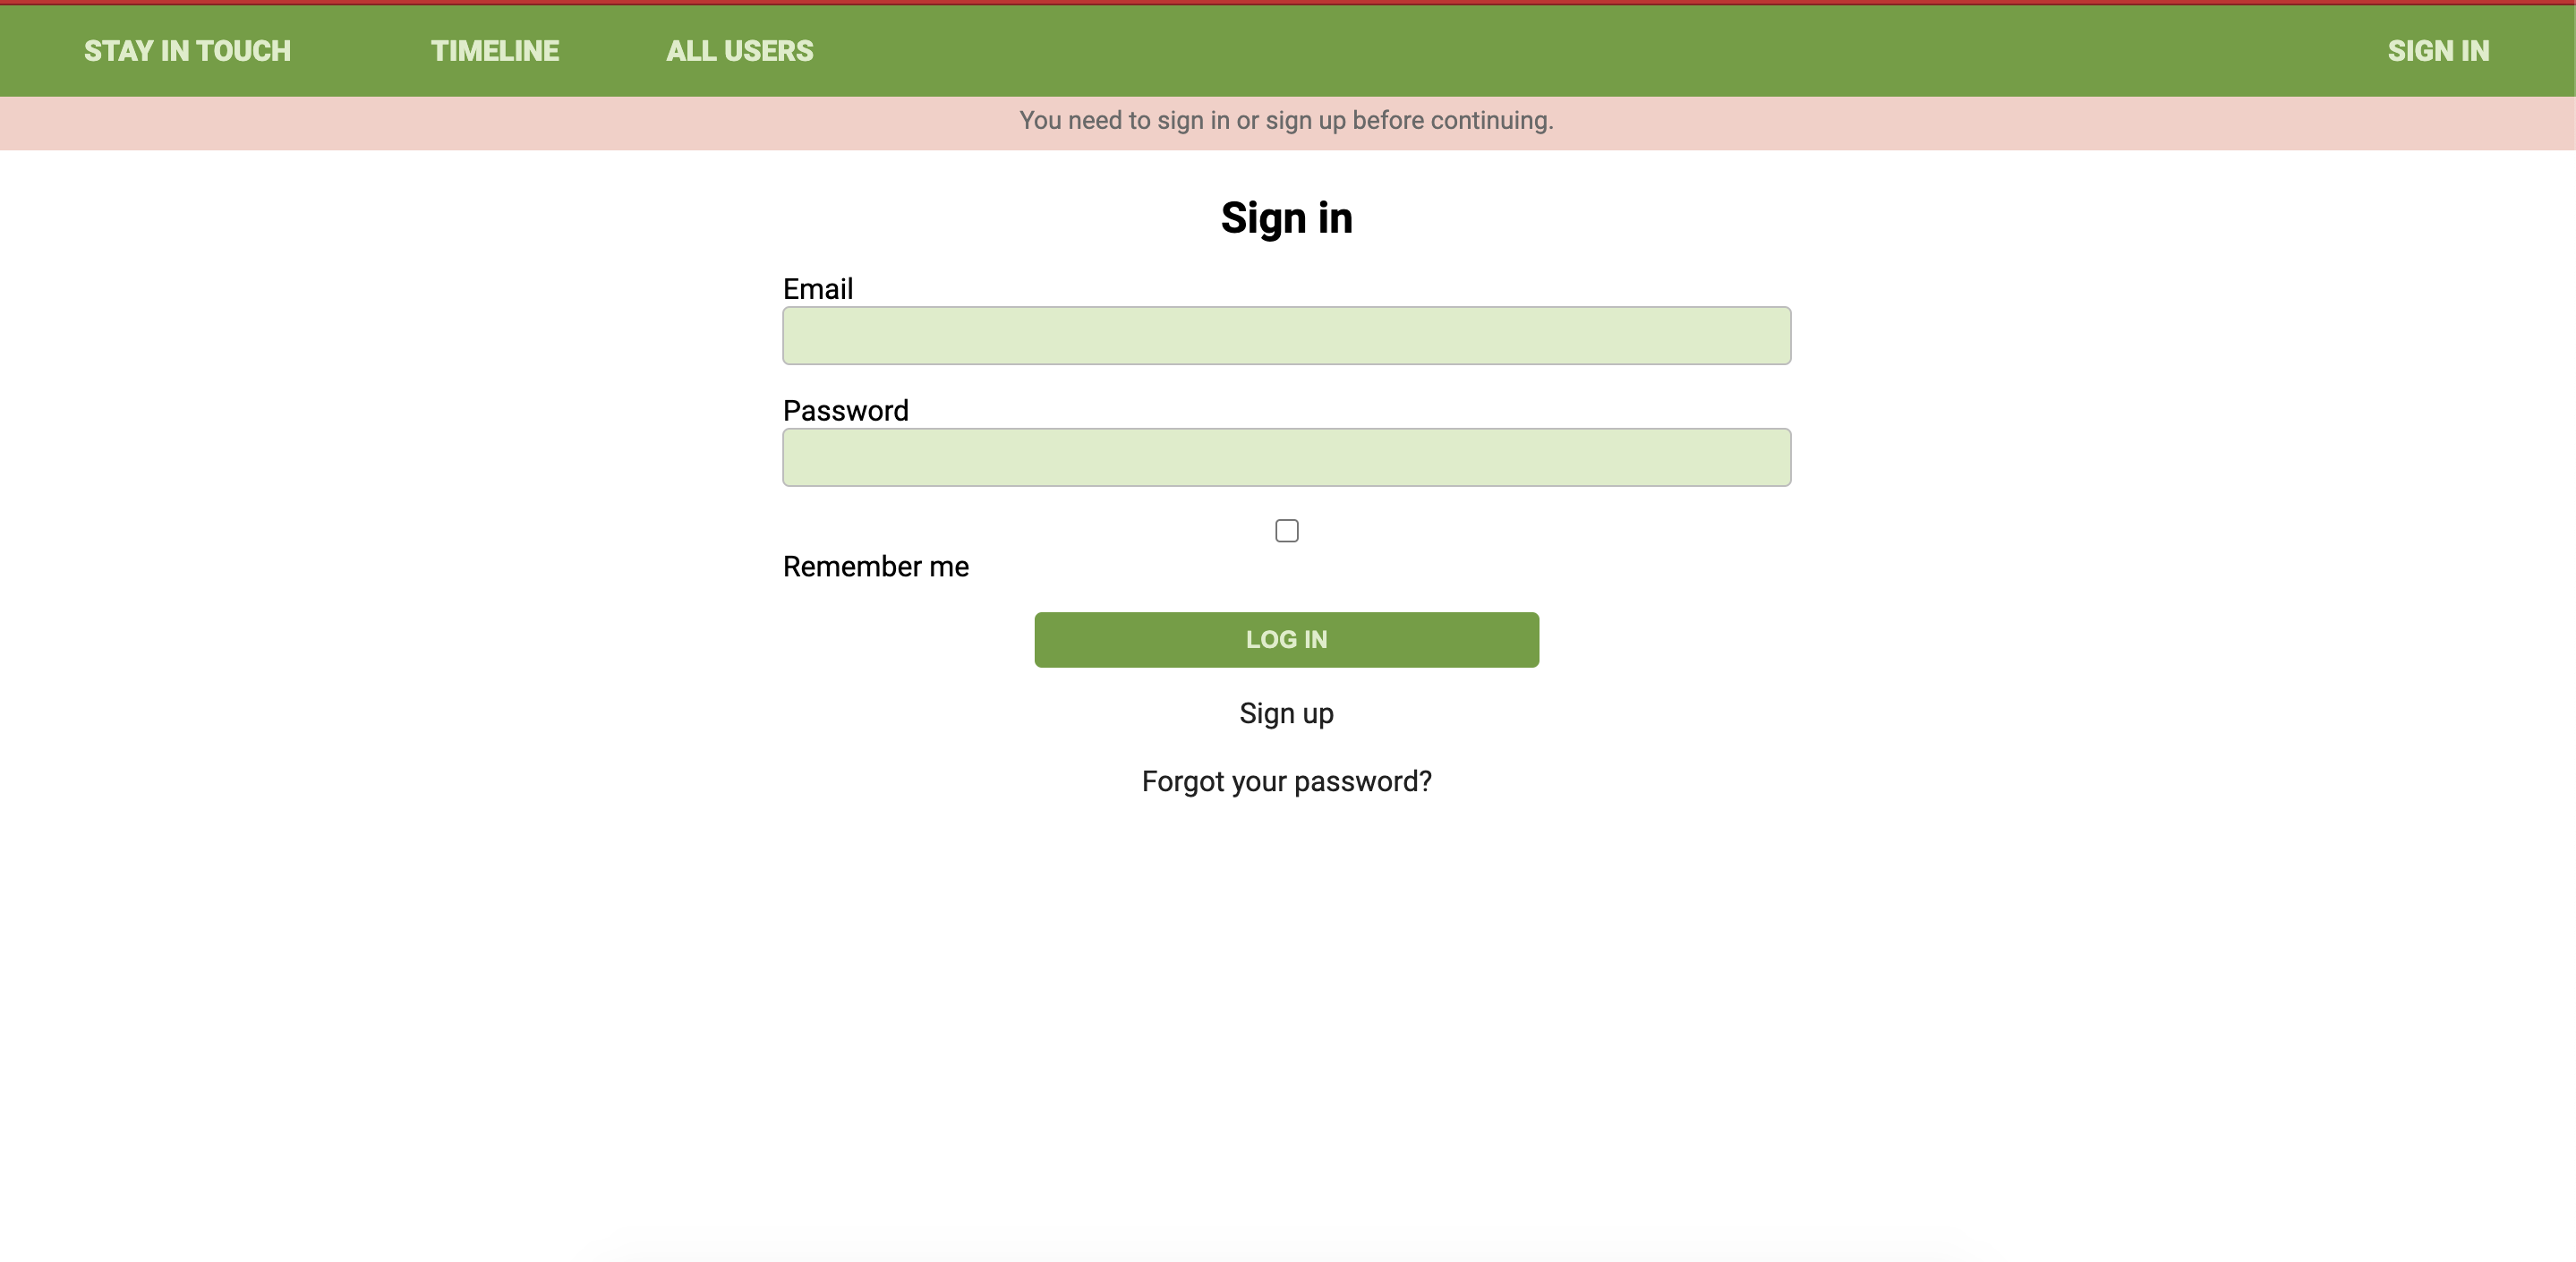 STAY IN TOUCH TIMELINE ALL USERS SIGN IN
You need to sign in or sign up before continuing.
Sign in
Email
Password
Remember me
LOG IN
Sign up
Forgot your password?